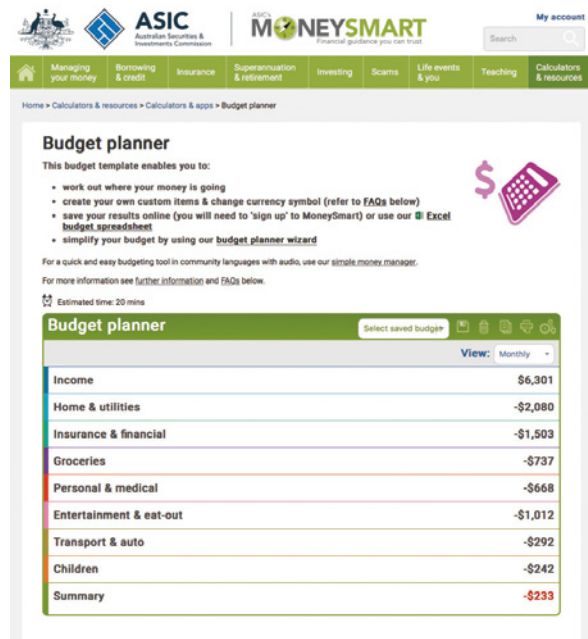 ASIC
Australian Securities &
Investments Commission
ASIC's
MONEYSMART
Financial guidance you can trust
My account
Search
Managing your money
Borrowing & credit
Insurance
Superannuation & retirement
Investing
Scams
Life events & you
Teaching
Calculators & resources
Home > Calculators & resources > Calculators & apps > Budget planner
Budget planner
This budget template enables you to:
• work out where your money is going
• create your own custom items & change currency symbol (refer to FAQs below)
• save your results online (you will need to 'sign up' to MoneySmart) or use our Excel
budget spreadsheet
• simplify your budget by using our budget planner wizard
For a quick and easy budgeting tool in community languages with audio, use our simple money manager.
For more information see further information and FAQs below.
Estimated time: 20 mins
Budget planner
Select saved budget
View: Monthly
Income $6,301
Home & utilities -$2,080
Insurance & financial -$1,503
Groceries -$737
Personal & medical -$668
Entertainment & eat-out -$1,012
Transport & auto -$292
Children -$242
Summary -$233